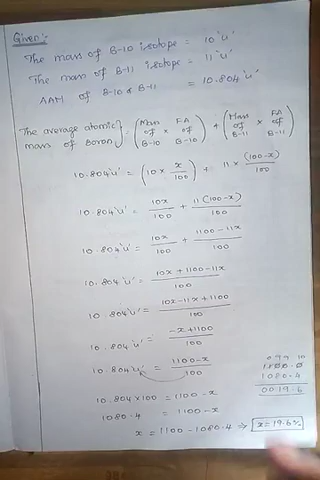 Given:-
The mass of B-10 isotope = 10 'u'
The mass of B-11 isotope = 11 'u'
AAM of B-10 & B-11 = 10.804 'u'
The average atomic mass of Boron} = (Mass of B-10 × FA of B-10) + (Mass of B-11 × FA of B-11)
10.804 'u' = (10 × x/100) + 11 × (100-x)/100
10.804 'u' = 10x/100 + 11(100-x)/100
10.804 'u' = 10x/100 + 1100-11x/100
10.804 'u' = 10x+1100-11x/100
10.804 'u' = 10x-11x+1100/100
10.804 'u' = -x+1100/100
10.804 'u' = 1100-x/100
10.804×100 = 1100-x
1080.4 = 1100-x
x = 1100-1080.4 ⇒ x=19.6%
0 9 9 10
1100.0
1080.4
0019.6